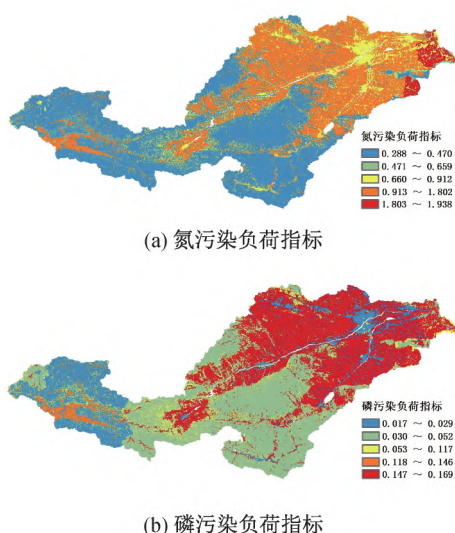 氮污染负荷指标
0.288 ～ 0.470
0.471 ～ 0.659
0.660 ～ 0.912
0.913 ～ 1.802
1.803 ～ 1.938
(a) 氮污染负荷指标
磷污染负荷指标
0.017 ～ 0.029
0.030 ～ 0.052
0.053 ～ 0.117
0.118 ～ 0.146
0.147 ～ 0.169
(b) 磷污染负荷指标